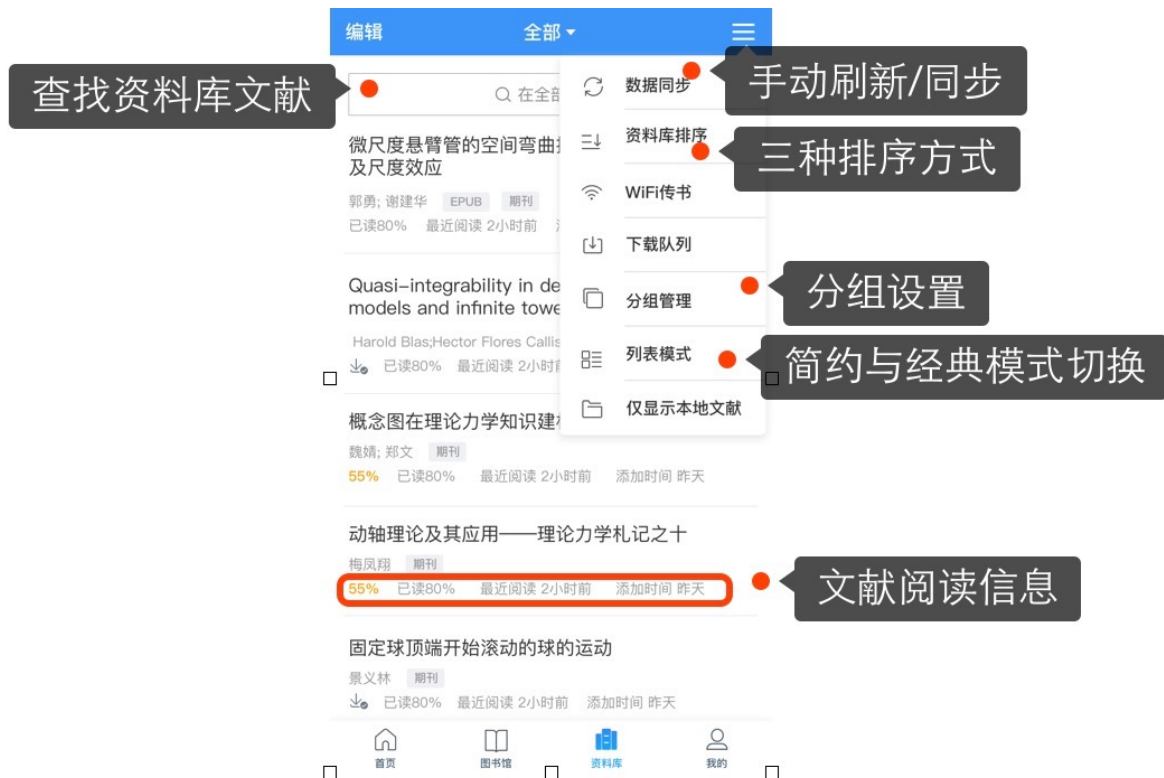 编辑
全部
查找资料库文献
在全部
数据同步
手动刷新/同步
资料库排序
三种排序方式
WiFi传书
下载队列
分组管理
分组设置
列表模式
简约与经典模式切换
仅显示本地文献
微尺度悬臂管的空间弯曲
及尺度效应
郭勇; 谢建华 EPUB 期刊
已读80% 最近阅读 2小时前
Quasi-integrability in de
models and infinite towe
Harold Blas;Hector Flores Callis
已读80% 最近阅读 2小时前
概念图在理论力学知识建
魏婧; 郑文 期刊
55% 已读80% 最近阅读 2小时前 添加时间 昨天
动轴理论及其应用——理论力学札记之十
梅凤翔 期刊
55% 已读80% 最近阅读 2小时前 添加时间 昨天
文献阅读信息
固定球顶端开始滚动的球的运动
景义林 期刊
已读80% 最近阅读 2小时前 添加时间 昨天
首页 图书馆 资料库 我的